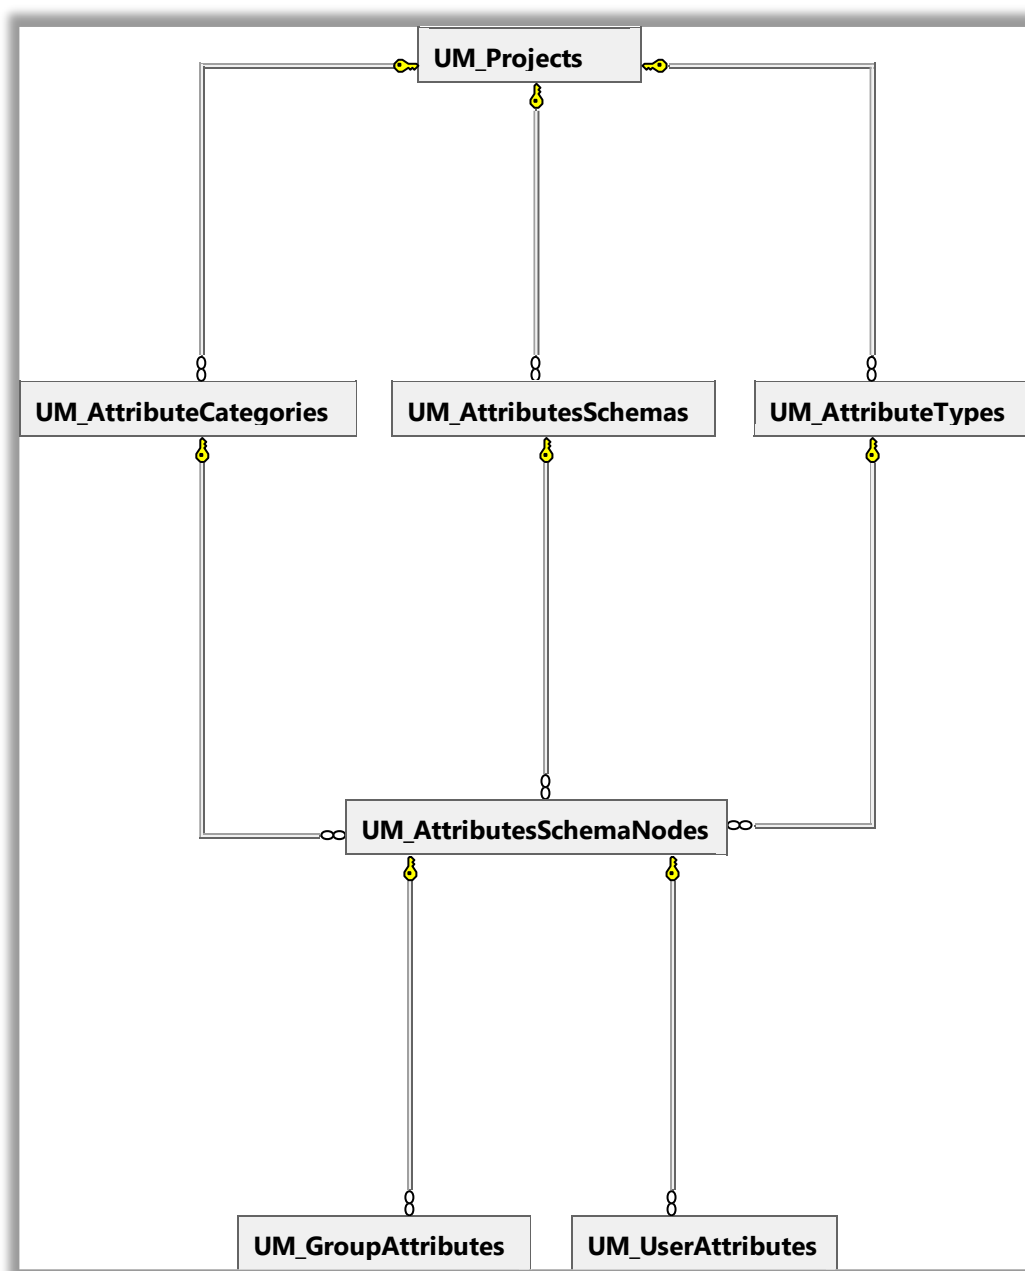 UM_Projects
UM_AttributeCategories
UM_AttributesSchemas
UM_AttributeTypes
UM_AttributesSchemaNodes
UM_GroupAttributes
UM_UserAttributes